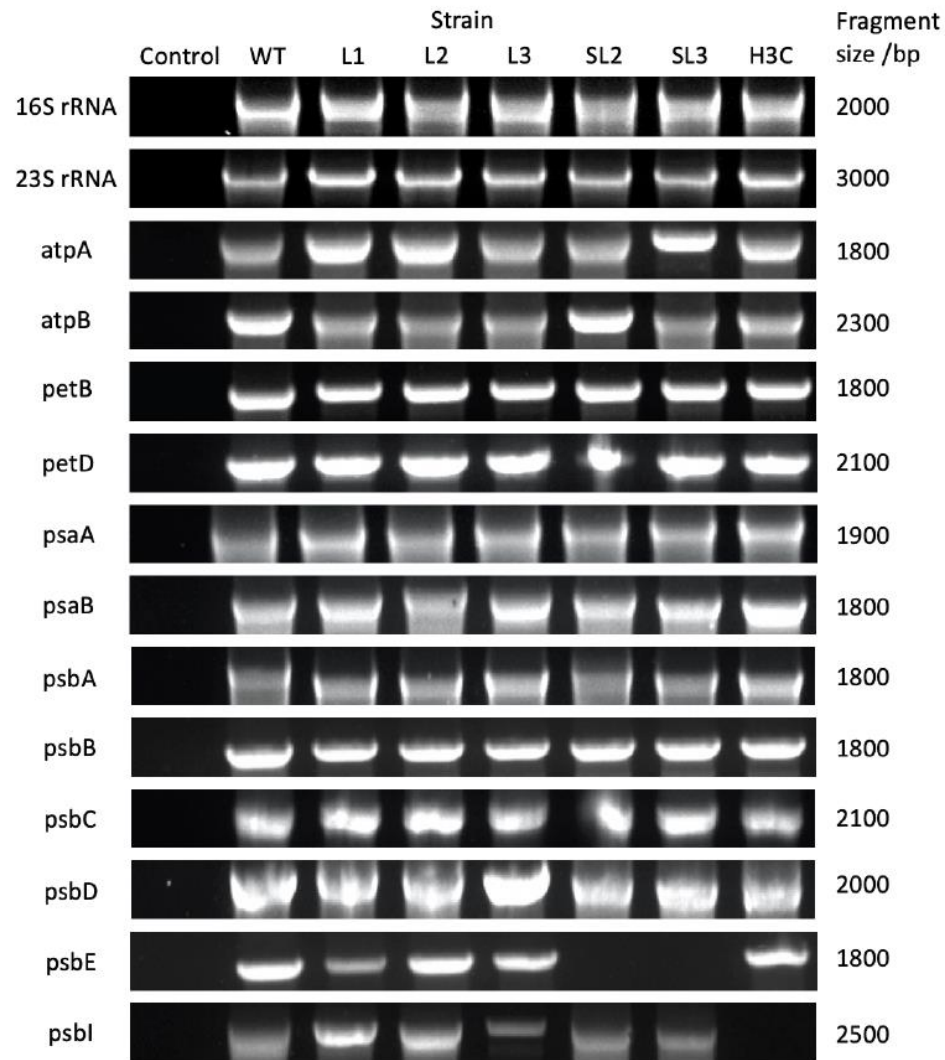 Strain
Fragment
size /bp
Control WT L1 L2 L3 SL2 SL3 H3C
16S rRNA 2000
23S rRNA 3000
atpA 1800
atpB 2300
petB 1800
petD 2100
psaA 1900
psaB 1800
psbA 1800
psbB 1800
psbC 2100
psbD 2000
psbE 1800
psbI 2500